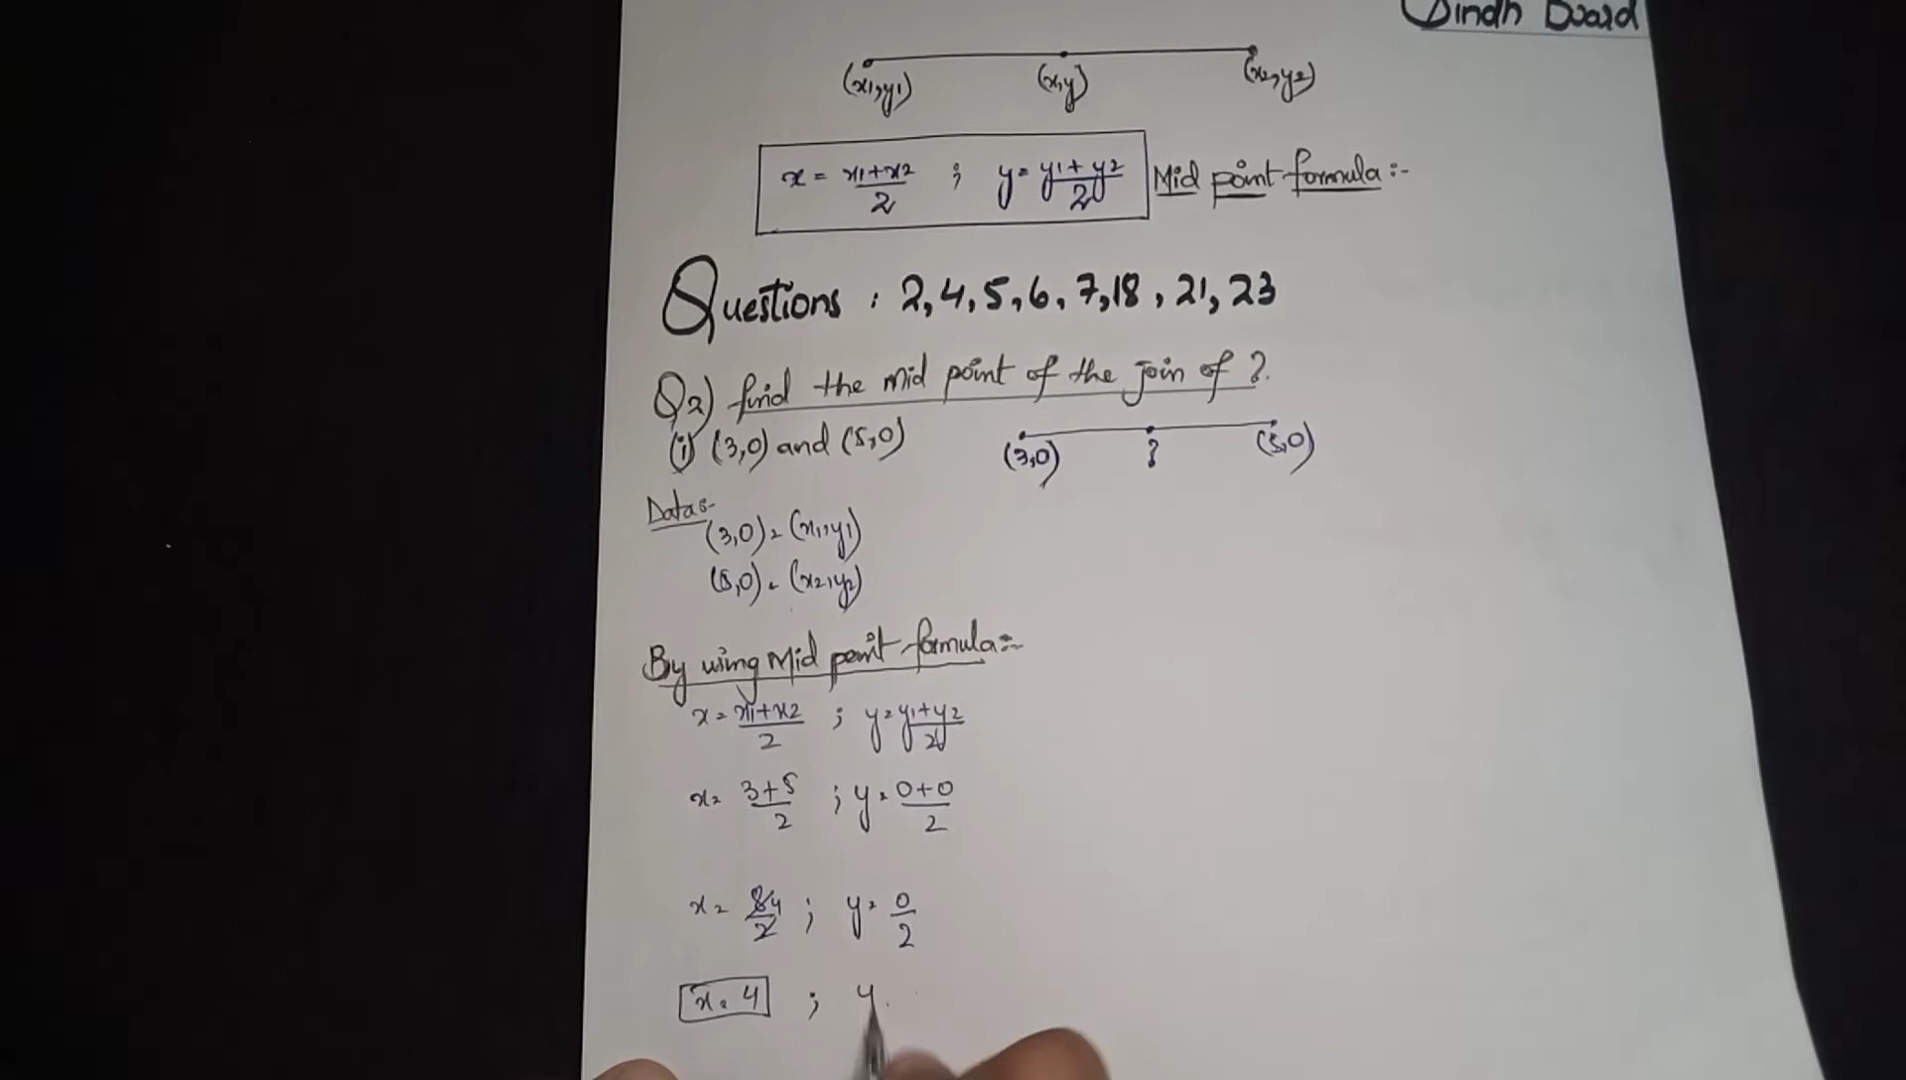 Sindh Board
(x1,y1) (x,y) (x2,y2)
x = x1+x2/2 ; y = y1+y2/2 Mid point formula :-
Questions : 2, 4, 5, 6, 7, 18, 21, 23
Q2) find the mid point of the join of ?.
(i) (3,0) and (5,0) (3,0) ? (5,0)
Data:-
(3,0) = (x1,y1)
(5,0) = (x2,y2)
By using Mid point formula:-
x = x1+x2/2 ; y = y1+y2/2
x = 3+5/2 ; y = 0+0/2
x = 8/2 4 ; y = 0/2
x = 4 ; y